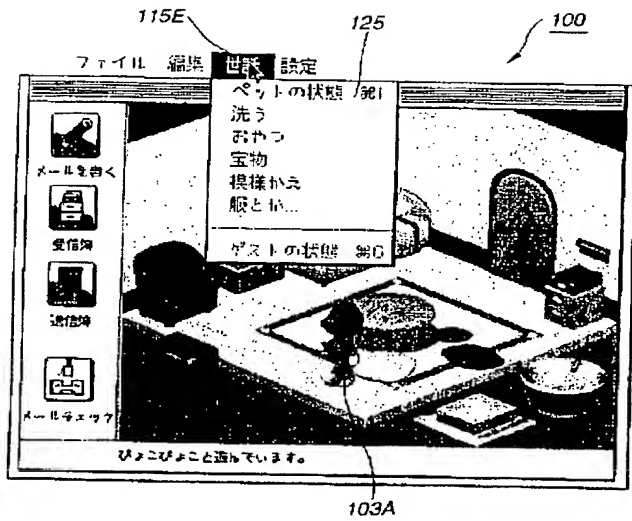 115E
125
100
ファイル 編集 世話 設定
ペットの状態 ⌘I
洗う
おやつ
宝物
模様かえ
服とか...
ゲストの状態 ⌘G
メールを書く
受信簿
送信簿
メールチェック
ぴょこぴょこと遊んでいます。
103A